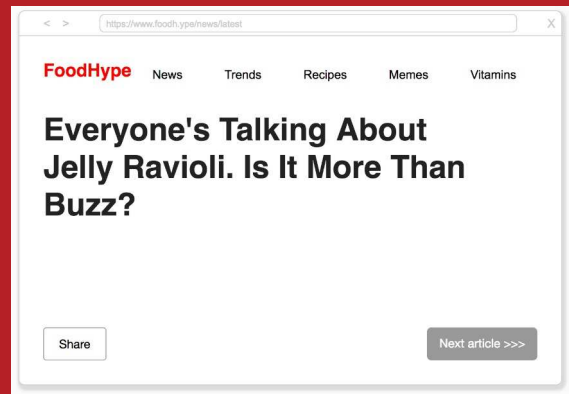 < > https://www.foodh.ype/news/latest X
FoodHype News Trends Recipes Memes Vitamins
Everyone's Talking About
Jelly Ravioli. Is It More Than
Buzz?
Share Next article >>>